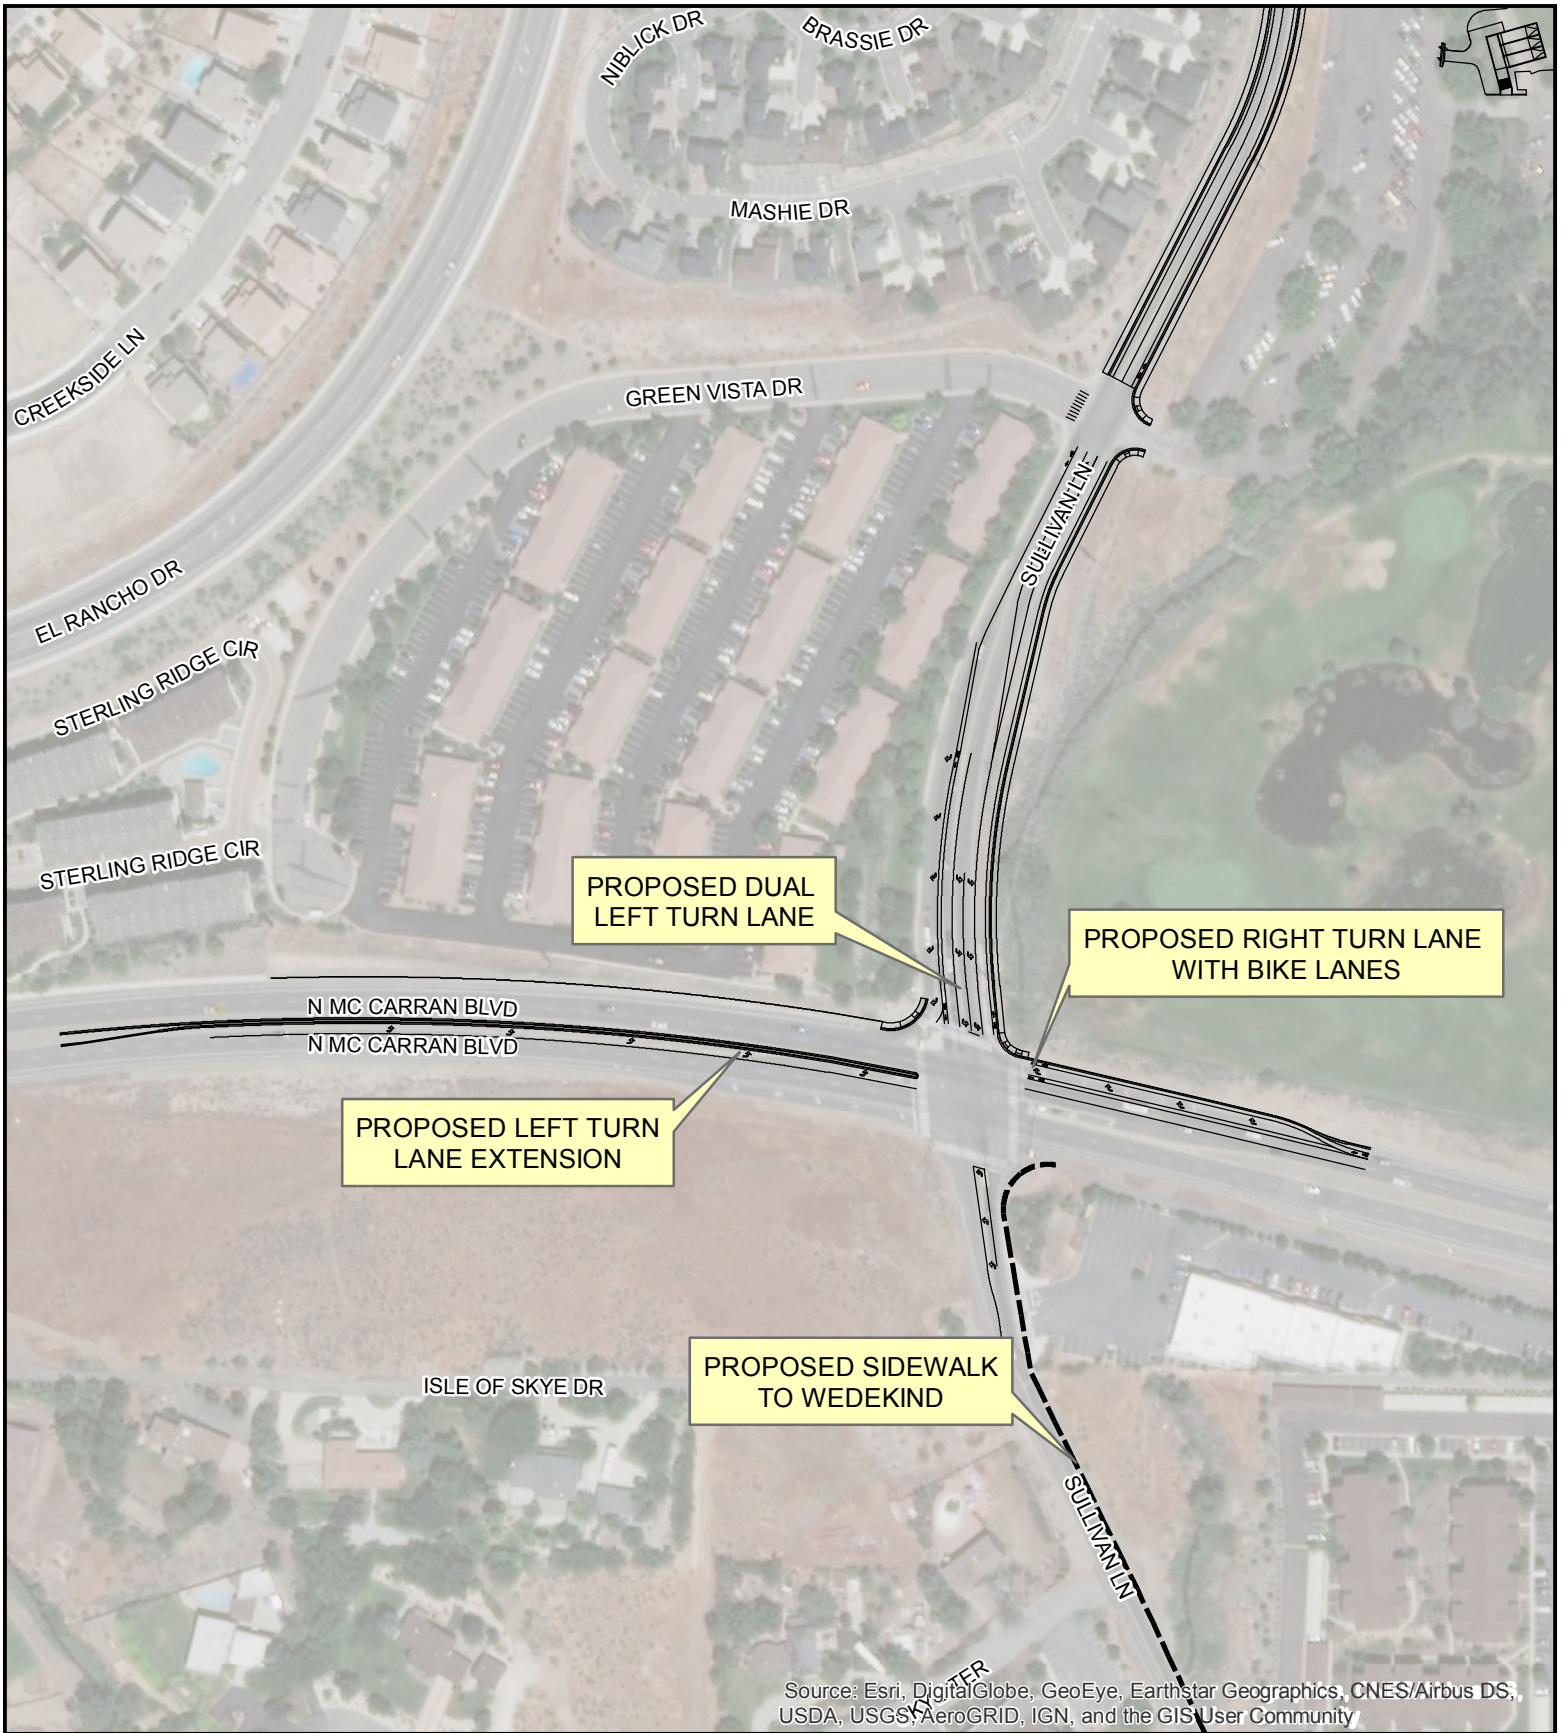 NIBLICK DR
BRASSIE DR
MASHIE DR
CREEKSIDE LN
GREEN VISTA DR
SULLIVAN LN
EL RANCHO DR
STERLING RIDGE CIR
STERLING RIDGE CIR
PROPOSED DUAL
LEFT TURN LANE
PROPOSED RIGHT TURN LANE
WITH BIKE LANES
N MC CARRAN BLVD
N MC CARRAN BLVD
PROPOSED LEFT TURN
LANE EXTENSION
PROPOSED SIDEWALK
TO WEDEKIND
ISLE OF SKYE DR
SULLIVAN LN
Source: Esri, DigitalGlobe, GeoEye, Earthstar Geographics, CNES/Airbus DS,
USDA, USGS, AeroGRID, IGN, and the GIS User Community